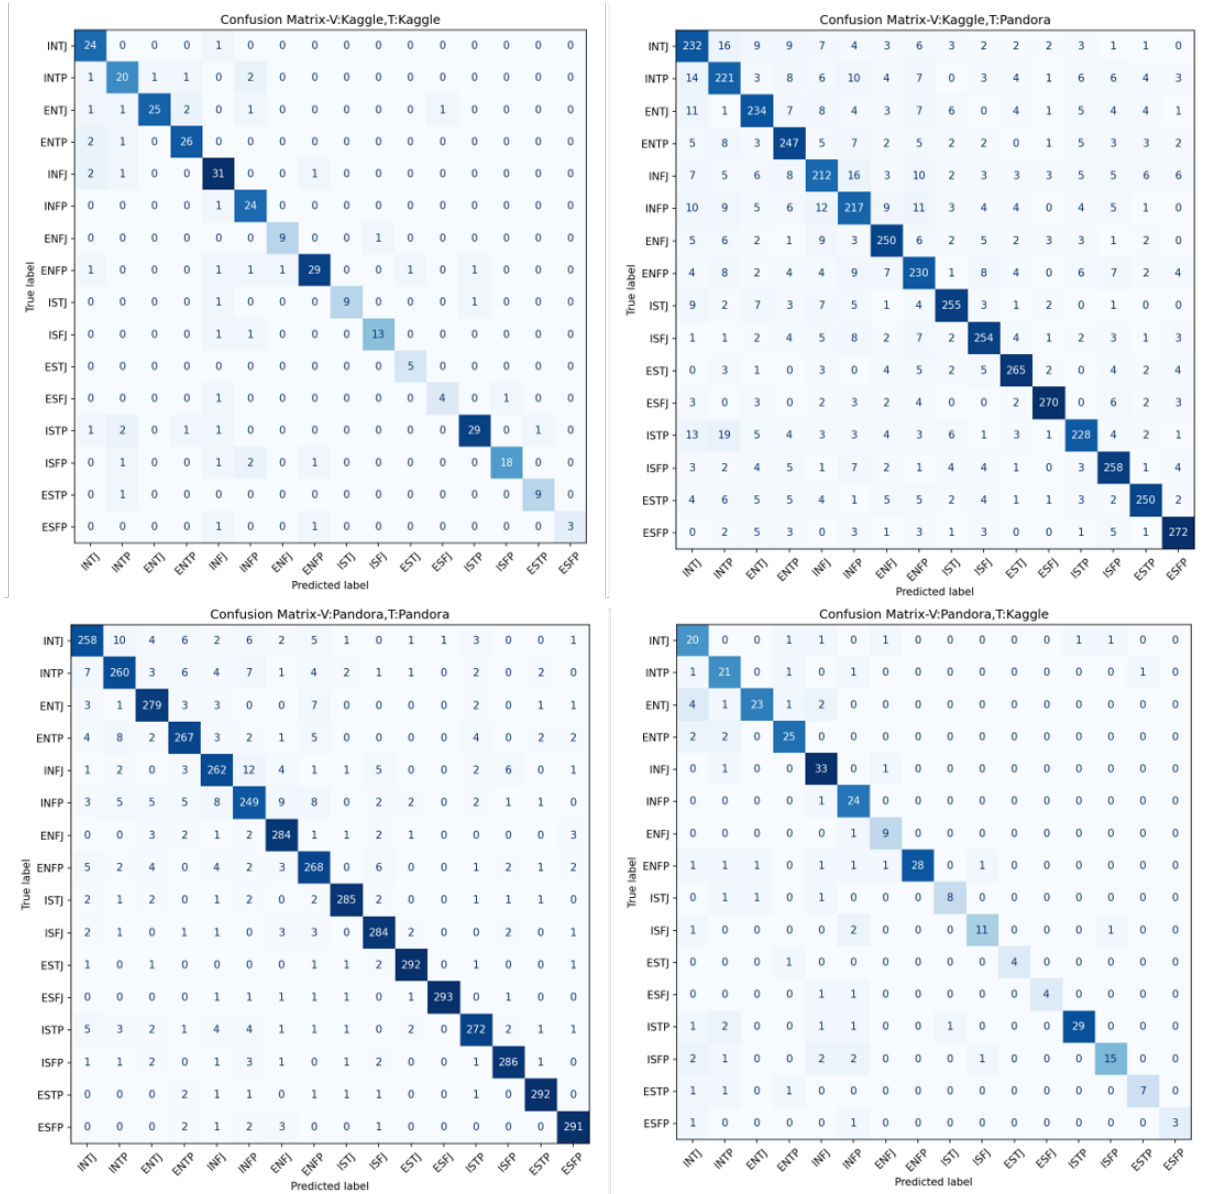 Confusion Matrix-V:Kaggle,T:Kaggle
INTJ 24 0 0 0 1 0 0 0 0 0 0 0 0 0 0 0
INTP 1 20 1 1 0 2 0 0 0 0 0 0 0 0 0 0
ENTJ 1 1 25 2 0 1 0 0 0 0 0 1 0 0 0 0
ENTP 2 1 0 26 0 0 0 0 0 0 0 0 0 0 0 0
INFJ 2 1 0 0 31 0 0 1 0 0 0 0 0 0 0 0
INFP 0 0 0 0 1 24 0 0 0 0 0 0 0 0 0 0
ENFJ 0 0 0 0 0 0 9 0 0 1 0 0 0 0 0 0
ENFP 1 0 0 0 1 1 1 29 0 0 1 0 1 0 0 0
ISTJ 0 0 0 0 1 0 0 0 9 0 0 0 1 0 0 0
ISFJ 0 0 0 0 1 1 0 0 0 13 0 0 0 0 0 0
ESTJ 0 0 0 0 0 0 0 0 0 0 5 0 0 0 0 0
ESFJ 0 0 0 0 1 0 0 0 0 0 0 4 0 1 0 0
ISTP 1 2 0 1 1 0 0 0 0 0 0 0 29 0 1 0
ISFP 0 1 0 0 1 2 0 1 0 0 0 0 0 18 0 0
ESTP 0 1 0 0 0 0 0 0 0 0 0 0 0 0 9 0
ESFP 0 0 0 0 1 0 0 1 0 0 0 0 0 0 0 3
INTJ INTP ENTJ ENTP INFJ INFP ENFJ ENFP ISTJ ISFJ ESTJ ESFJ ISTP ISFP ESTP ESFP
Predicted label
True label
Confusion Matrix-V:Kaggle,T:Pandora
INTJ 232 16 9 9 7 4 3 6 3 2 2 2 3 1 1 0
INTP 14 221 3 8 6 10 4 7 0 3 4 1 6 6 4 3
ENTJ 11 1 234 7 8 4 3 7 6 0 4 1 5 4 4 1
ENTP 5 8 3 247 5 7 2 5 2 2 0 1 5 3 3 2
INFJ 7 5 6 8 212 16 3 10 2 3 3 3 5 5 6 6
INFP 10 9 5 6 12 217 9 11 3 4 4 0 4 5 1 0
ENFJ 5 6 2 1 9 3 250 6 2 5 2 3 3 1 2 0
ENFP 4 8 2 4 4 9 7 230 1 8 4 0 6 7 2 4
ISTJ 9 2 7 3 7 5 1 4 255 3 1 2 0 1 0 0
ISFJ 1 1 2 4 5 8 2 7 2 254 4 1 2 3 1 3
ESTJ 0 3 1 0 3 0 4 5 2 5 265 2 0 4 2 4
ESFJ 3 0 3 0 2 3 2 4 0 0 2 270 0 6 2 3
ISTP 13 19 5 4 3 3 4 3 6 1 3 1 228 4 2 1
ISFP 3 2 4 5 1 7 2 1 4 4 1 0 3 258 1 4
ESTP 4 6 5 5 4 1 5 5 2 4 1 1 3 2 250 2
ESFP 0 2 5 3 0 3 1 3 1 3 0 0 1 5 1 272
INTJ INTP ENTJ ENTP INFJ INFP ENFJ ENFP ISTJ ISFJ ESTJ ESFJ ISTP ISFP ESTP ESFP
Predicted label
True label
Confusion Matrix-V:Pandora,T:Pandora
INTJ 258 10 4 6 2 6 2 5 1 0 1 1 3 0 0 1
INTP 7 260 3 6 4 7 1 4 2 1 1 0 2 0 2 0
ENTJ 3 1 279 3 3 0 0 7 0 0 0 0 2 0 1 1
ENTP 4 8 2 267 3 2 1 5 0 0 0 0 4 0 2 2
INFJ 1 2 0 3 262 12 4 1 1 5 0 0 2 6 0 1
INFP 3 5 5 5 8 249 9 8 0 2 2 0 2 1 1 0
ENFJ 0 0 3 2 1 2 284 1 1 2 1 0 0 0 0 3
ENFP 5 2 4 0 4 2 3 268 0 6 0 0 1 2 1 2
ISTJ 2 1 2 0 1 2 0 2 285 2 0 0 1 1 1 0
ISFJ 2 1 0 1 1 0 3 3 0 284 2 0 0 2 0 1
ESTJ 1 0 1 0 0 0 0 1 1 2 292 0 1 0 0 1
ESFJ 0 0 0 0 1 1 1 1 1 0 1 293 0 1 0 0
ISTP 5 3 2 1 4 4 1 1 1 0 2 0 272 2 1 1
ISFP 1 1 2 0 1 3 1 0 1 2 0 0 1 286 1 0
ESTP 0 0 0 2 1 1 0 1 1 1 0 0 1 0 292 0
ESFP 0 0 0 2 1 2 3 0 0 1 0 0 0 0 0 291
INTJ INTP ENTJ ENTP INFJ INFP ENFJ ENFP ISTJ ISFJ ESTJ ESFJ ISTP ISFP ESTP ESFP
Predicted label
True label
Confusion Matrix-V:Pandora,T:Kaggle
INTJ 20 0 0 1 1 0 1 0 0 0 0 0 1 1 0 0
INTP 1 21 0 1 0 1 0 0 0 0 0 0 0 0 1 0
ENTJ 4 1 23 1 2 0 0 0 0 0 0 0 0 0 0 0
ENTP 2 2 0 25 0 0 0 0 0 0 0 0 0 0 0 0
INFJ 0 1 0 0 33 0 1 0 0 0 0 0 0 0 0 0
INFP 0 0 0 0 1 24 0 0 0 0 0 0 0 0 0 0
ENFJ 0 0 0 0 0 1 9 0 0 0 0 0 0 0 0 0
ENFP 1 1 1 0 1 1 1 28 0 1 0 0 0 0 0 0
ISTJ 0 1 1 0 1 0 0 0 8 0 0 0 0 0 0 0
ISFJ 1 0 0 0 0 2 0 0 0 11 0 0 0 1 0 0
ESTJ 0 0 0 1 0 0 0 0 0 0 4 0 0 0 0 0
ESFJ 0 0 0 0 1 1 0 0 0 0 0 4 0 0 0 0
ISTP 1 2 0 0 1 1 0 0 1 0 0 0 29 0 0 0
ISFP 2 1 0 0 2 2 0 0 0 1 0 0 0 15 0 0
ESTP 1 1 0 1 0 0 0 0 0 0 0 0 0 0 7 0
ESFP 1 0 0 0 0 1 0 0 0 0 0 0 0 0 0 3
INTJ INTP ENTJ ENTP INFJ INFP ENFJ ENFP ISTJ ISFJ ESTJ ESFJ ISTP ISFP ESTP ESFP
Predicted label
True label